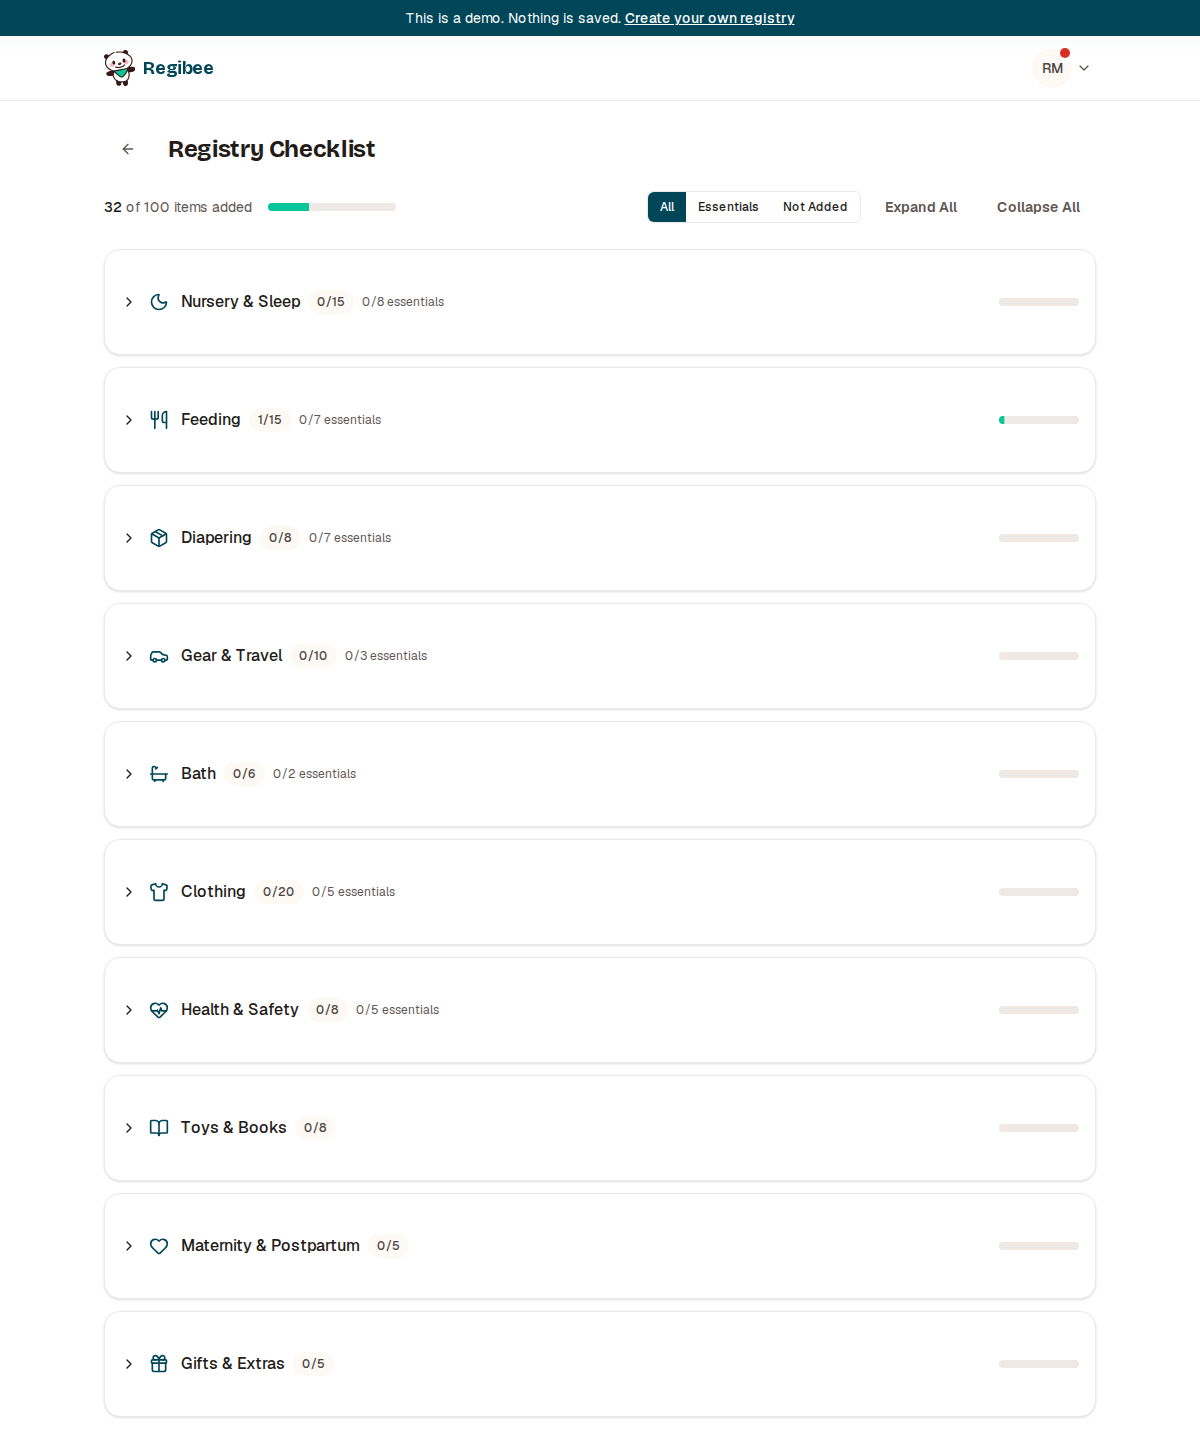 This is a demo. Nothing is saved. Create your own registry
Regibee
RM
Registry Checklist
32 of 100 items added
All
Essentials
Not Added
Expand All
Collapse All
Nursery & Sleep 0/15 0/8 essentials
Feeding 1/15 0/7 essentials
Diapering 0/8 0/7 essentials
Gear & Travel 0/10 0/3 essentials
Bath 0/6 0/2 essentials
Clothing 0/20 0/5 essentials
Health & Safety 0/8 0/5 essentials
Toys & Books 0/8
Maternity & Postpartum 0/5
Gifts & Extras 0/5